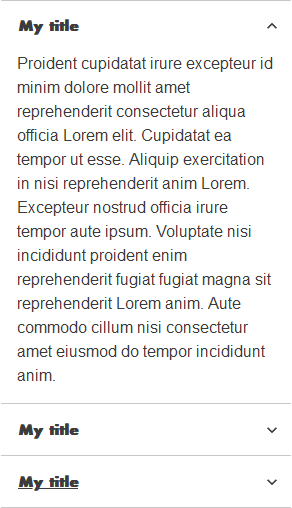 My title
Proident cupidatat irure excepteur id
minim dolore mollit amet
reprehenderit consectetur aliqua
officia Lorem elit. Cupidatat ea
tempor ut esse. Aliquip exercitation
in nisi reprehenderit anim Lorem.
Excepteur nostrud officia irure
tempor aute ipsum. Voluptate nisi
incididunt proident enim
reprehenderit fugiat fugiat magna sit
reprehenderit Lorem anim. Aute
commodo cillum nisi consectetur
amet eiusmod do tempor incididunt
anim.
My title
My title